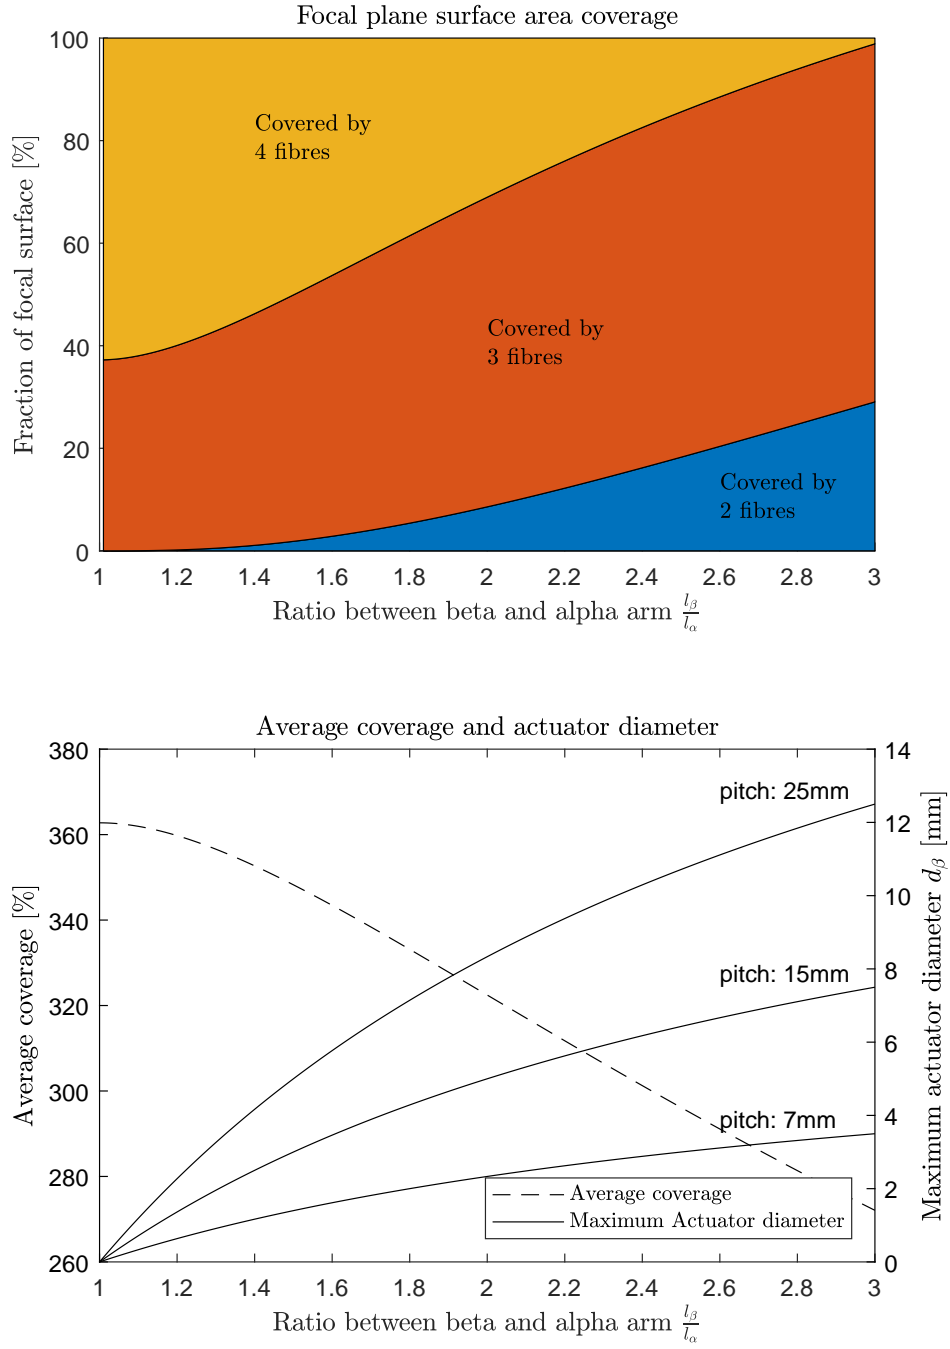 Focal plane surface area coverage
100
80
60
40
20
0
Fraction of focal surface [%]
Covered by
4 fibres
Covered by
3 fibres
Covered by
2 fibres
1 1.2 1.4 1.6 1.8 2 2.2 2.4 2.6 2.8 3
Ratio between beta and alpha arm l_β/l_α
Average coverage and actuator diameter
380
360
340
320
300
280
260
Average coverage [%]
14
12
10
8
6
4
2
0
Maximum actuator diameter d_β [mm]
pitch: 25mm
pitch: 15mm
pitch: 7mm
Average coverage
Maximum Actuator diameter
1 1.2 1.4 1.6 1.8 2 2.2 2.4 2.6 2.8 3
Ratio between beta and alpha arm l_β/l_α